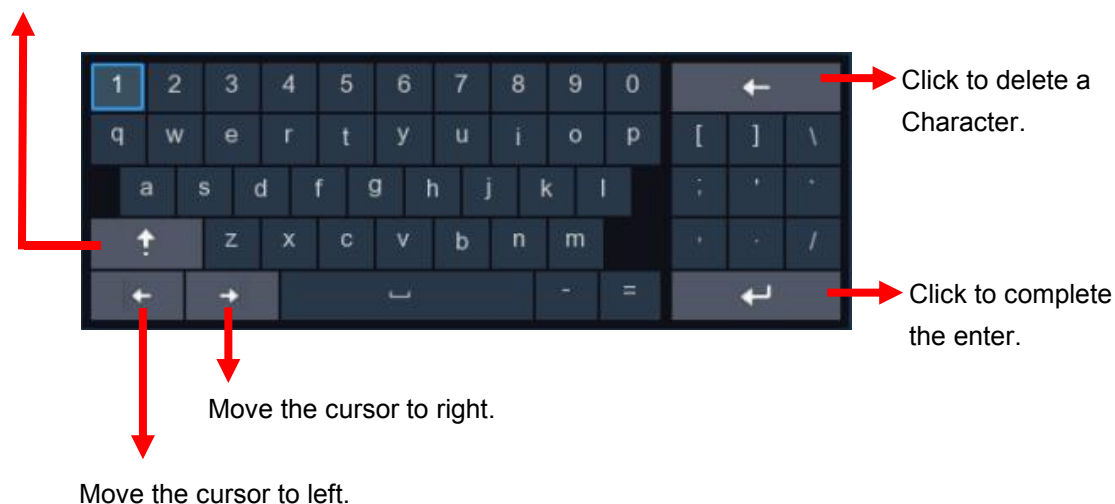 1 2 3 4 5 6 7 8 9 0
Click to delete a
Character.
q w e r t y u i o p [ ] \
a s d f g h j k l ; ' `
z x c v b n m , . /
- =
Click to complete
the enter.
Move the cursor to right.
Move the cursor to left.